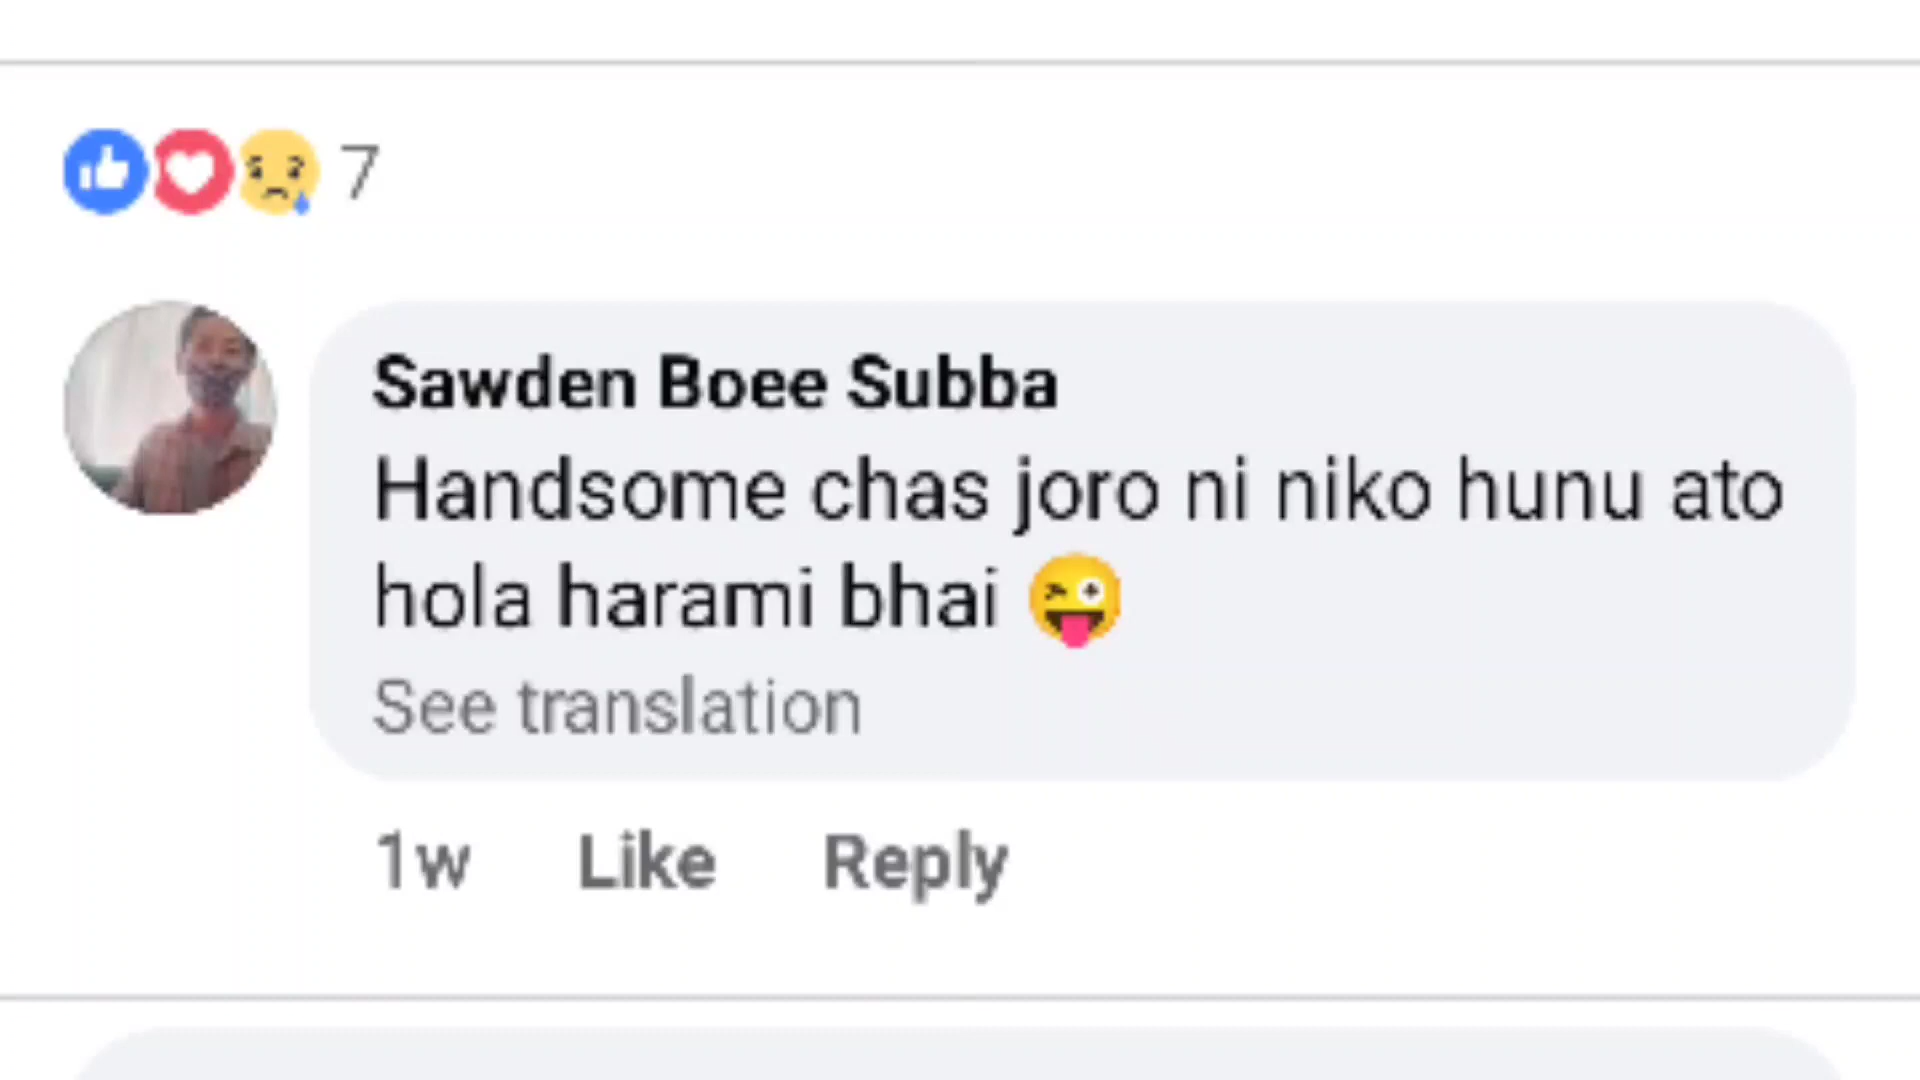 7
Sawden Boee Subba
Handsome chas joro ni niko hunu ato
hola harami bhai 😜
See translation
1w Like Reply